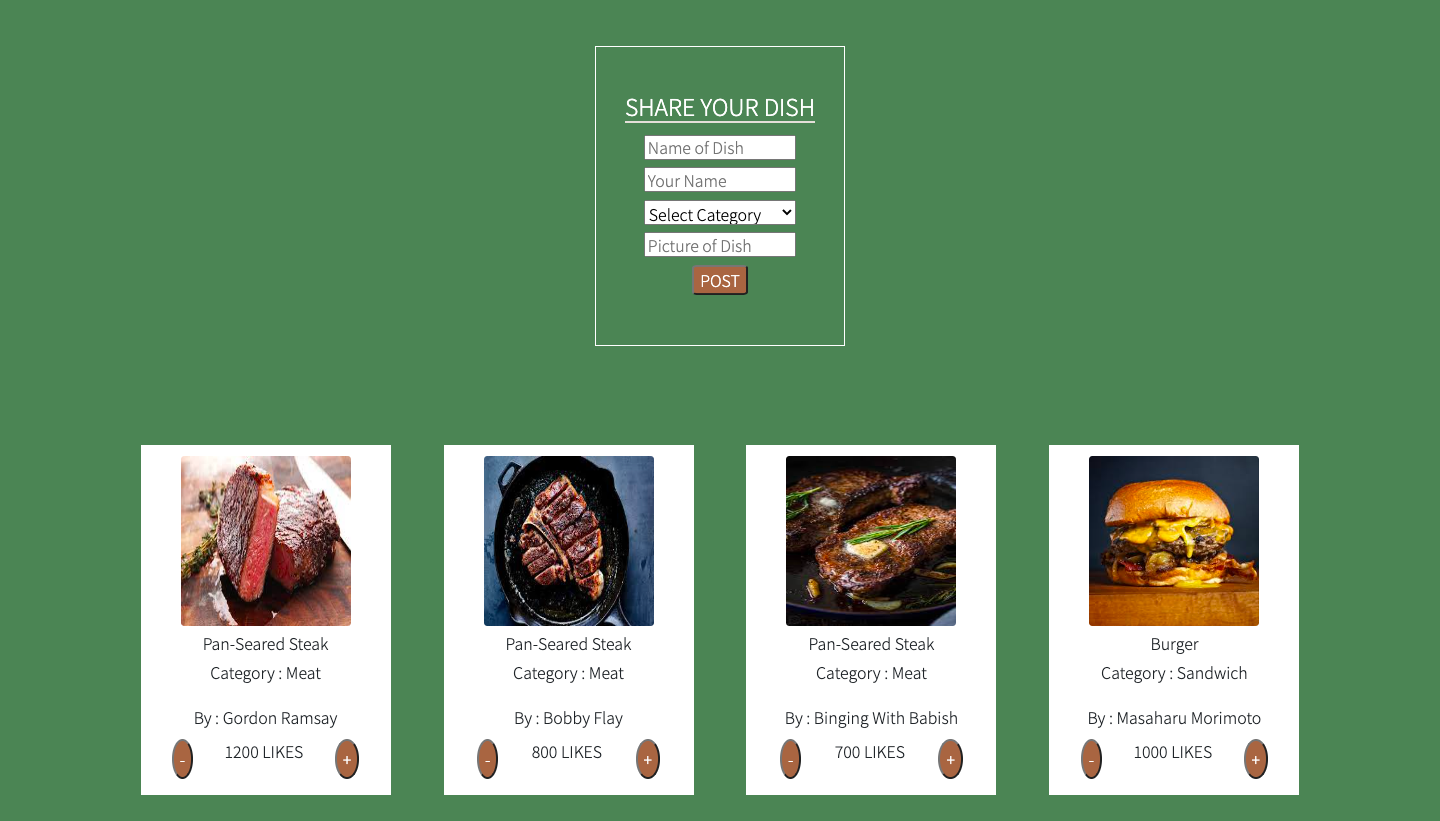 SHARE YOUR DISH
Name of Dish
Your Name
Select Category
Picture of Dish
POST
Pan-Seared Steak
Category : Meat
By : Gordon Ramsay
- 1200 LIKES +
Pan-Seared Steak
Category : Meat
By : Bobby Flay
- 800 LIKES +
Pan-Seared Steak
Category : Meat
By : Binging With Babish
- 700 LIKES +
Burger
Category : Sandwich
By : Masaharu Morimoto
- 1000 LIKES +